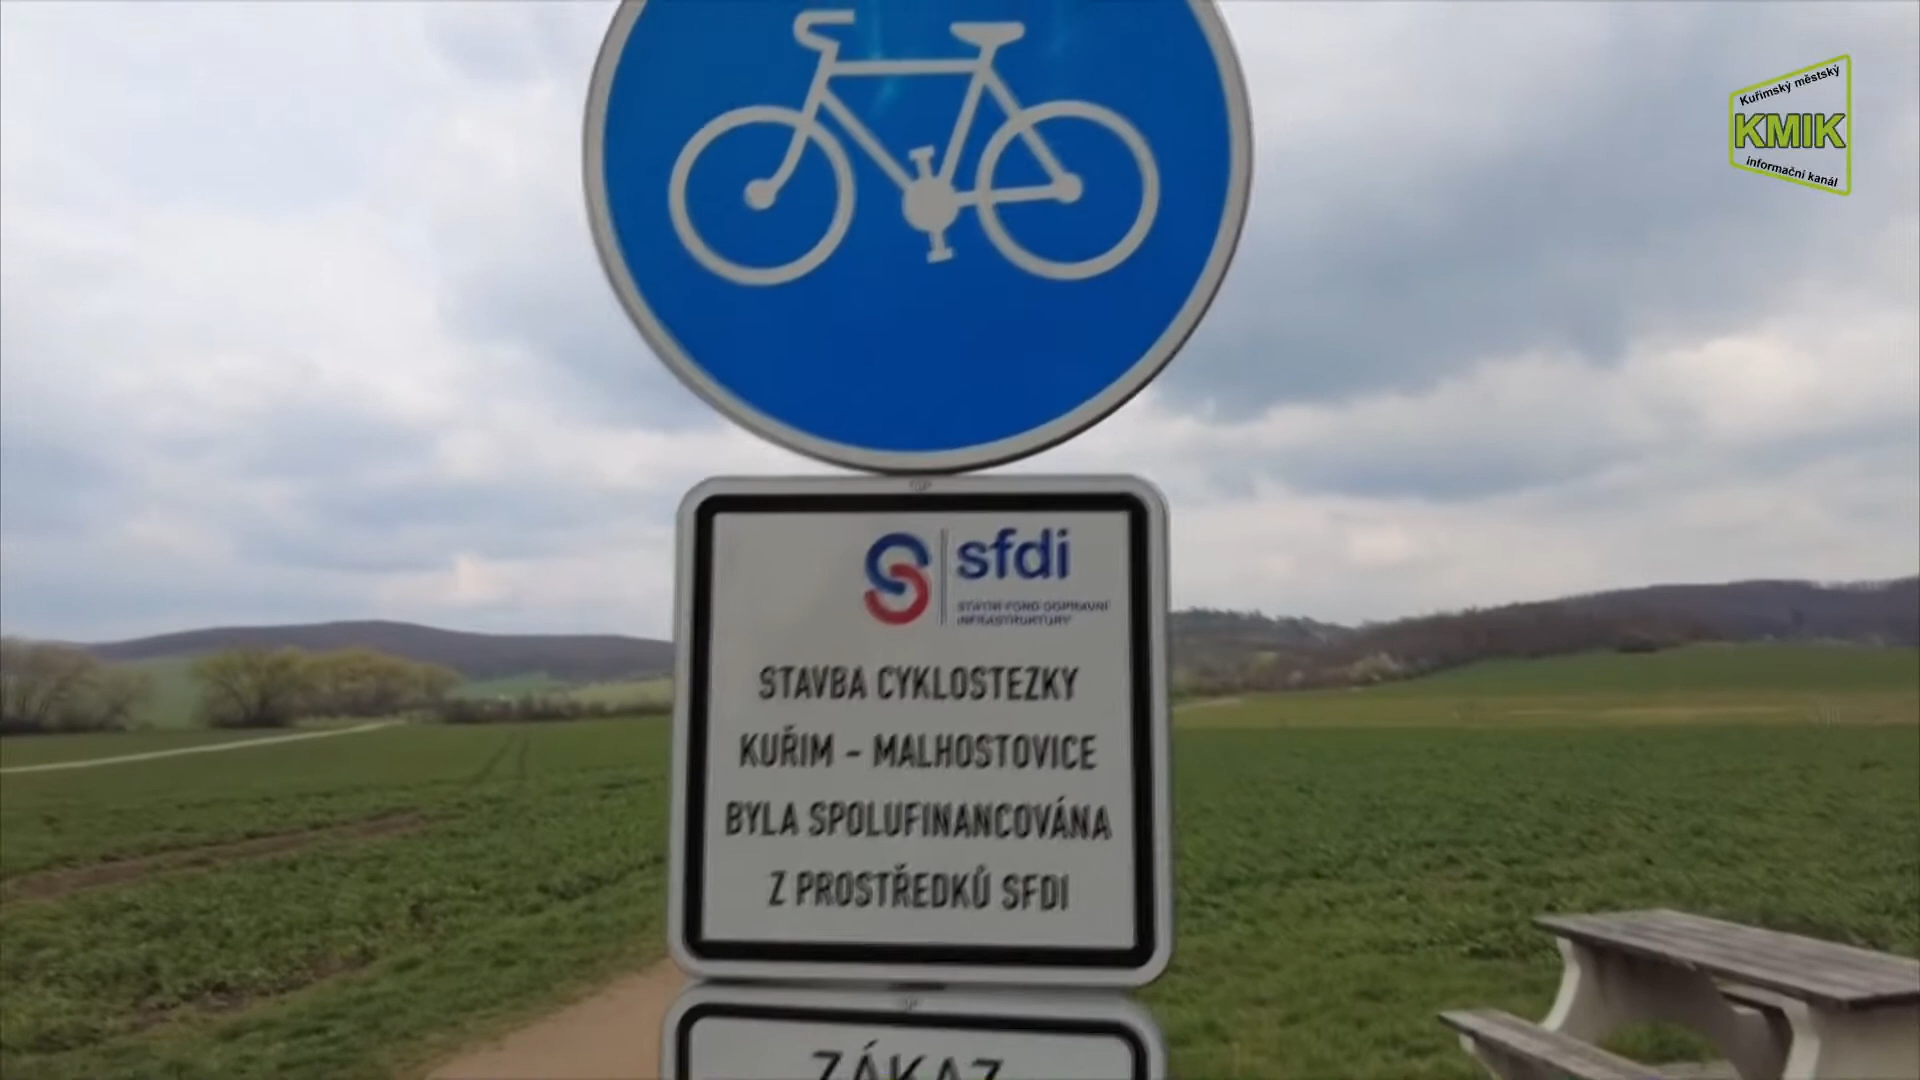 Kuřimský městský
KMIK
informační kanál
sfdi
STÁTNÍ FOND DOPRAVNÍ
INFRASTRUKTURY
STAVBA CYKLOSTEZKY
KUŘIM - MALHOSTOVICE
BYLA SPOLUFINANCOVÁNA
Z PROSTŘEDKŮ SFDI
ZÁKAZ